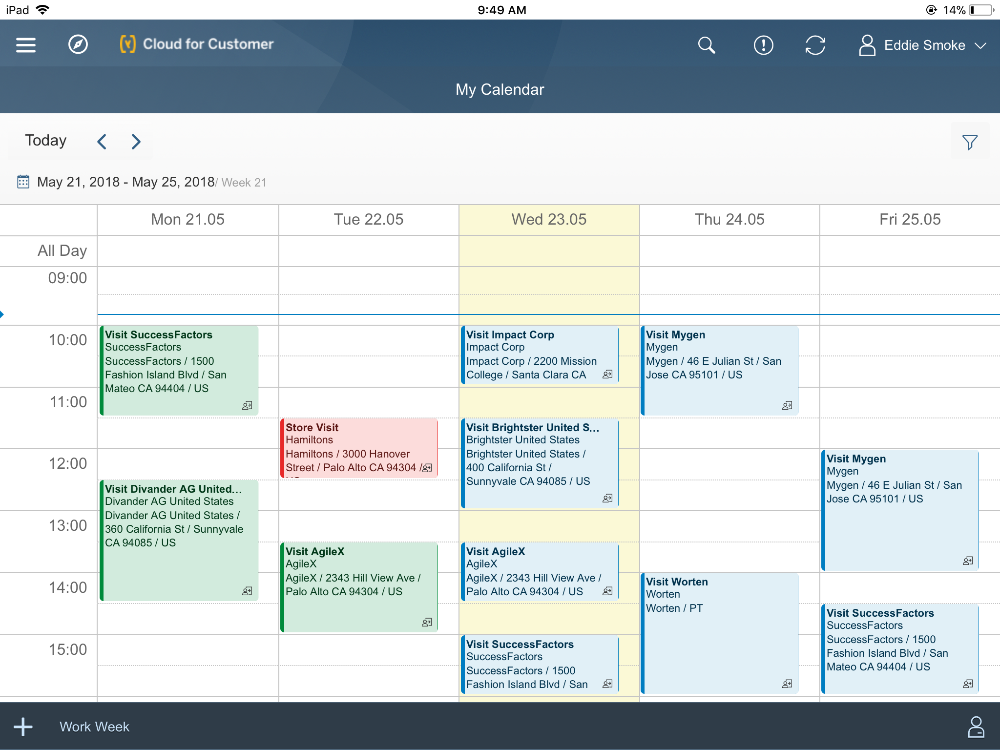 iPad
9:49 AM
14%
Cloud for Customer
Eddie Smoke
My Calendar
Today
May 21, 2018 - May 25, 2018/ Week 21
Mon 21.05
Tue 22.05
Wed 23.05
Thu 24.05
Fri 25.05
All Day
09:00
10:00
11:00
12:00
13:00
14:00
15:00
Visit SuccessFactors
SuccessFactors
SuccessFactors / 1500
Fashion Island Blvd / San
Mateo CA 94404 / US
Visit Divander AG United...
Divander AG United States
Divander AG United States /
360 California St / Sunnyvale
CA 94085 / US
Store Visit
Hamiltons
Hamiltons / 3000 Hanover
Street / Palo Alto CA 94304 /
Visit AgileX
AgileX
AgileX / 2343 Hill View Ave /
Palo Alto CA 94304 / US
Visit Impact Corp
Impact Corp
Impact Corp / 2200 Mission
College / Santa Clara CA
Visit Brightster United S...
Brightster United States
Brightster United States /
400 California St /
Sunnyvale CA 94085 / US
Visit AgileX
AgileX
AgileX / 2343 Hill View Ave /
Palo Alto CA 94304 / US
Visit SuccessFactors
SuccessFactors
SuccessFactors / 1500
Fashion Island Blvd / San
Visit Mygen
Mygen
Mygen / 46 E Julian St / San
Jose CA 95101 / US
Visit Worten
Worten
Worten / PT
Visit Mygen
Mygen
Mygen / 46 E Julian St / San
Jose CA 95101 / US
Visit SuccessFactors
SuccessFactors
SuccessFactors / 1500
Fashion Island Blvd / San
Mateo CA 94404 / US
Work Week